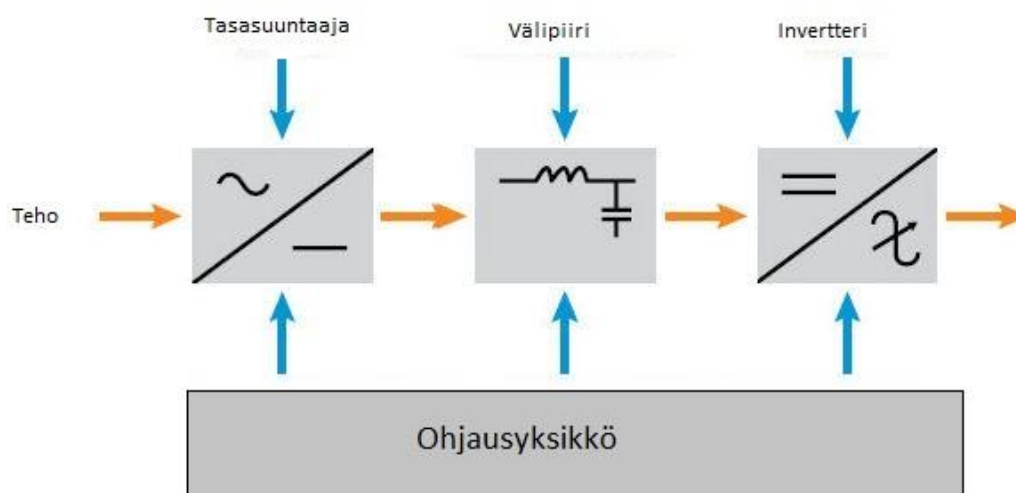 Tasasuuntaaja
Välipiiri
Invertteri
Teho
Ohjausyksikkö